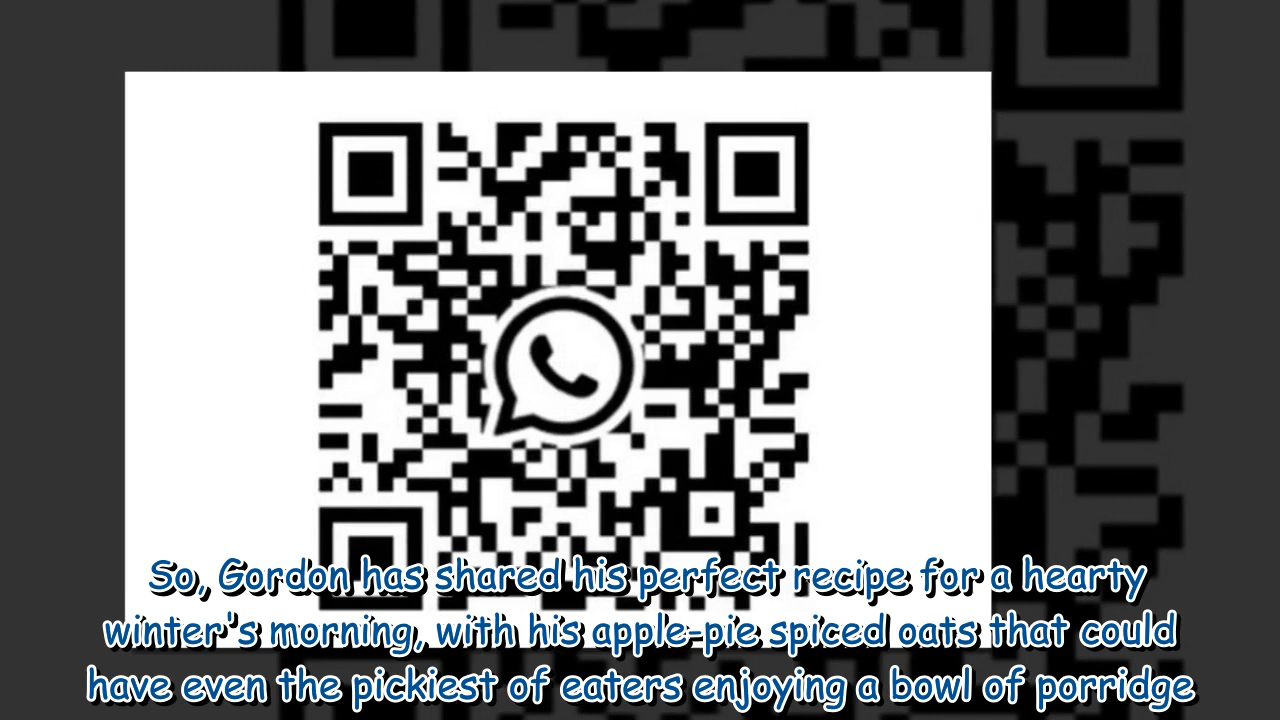 So, Gordon has shared his perfect recipe for a hearty
winter's morning, with his apple-pie spiced oats that could
have even the pickiest of eaters enjoying a bowl of porridge